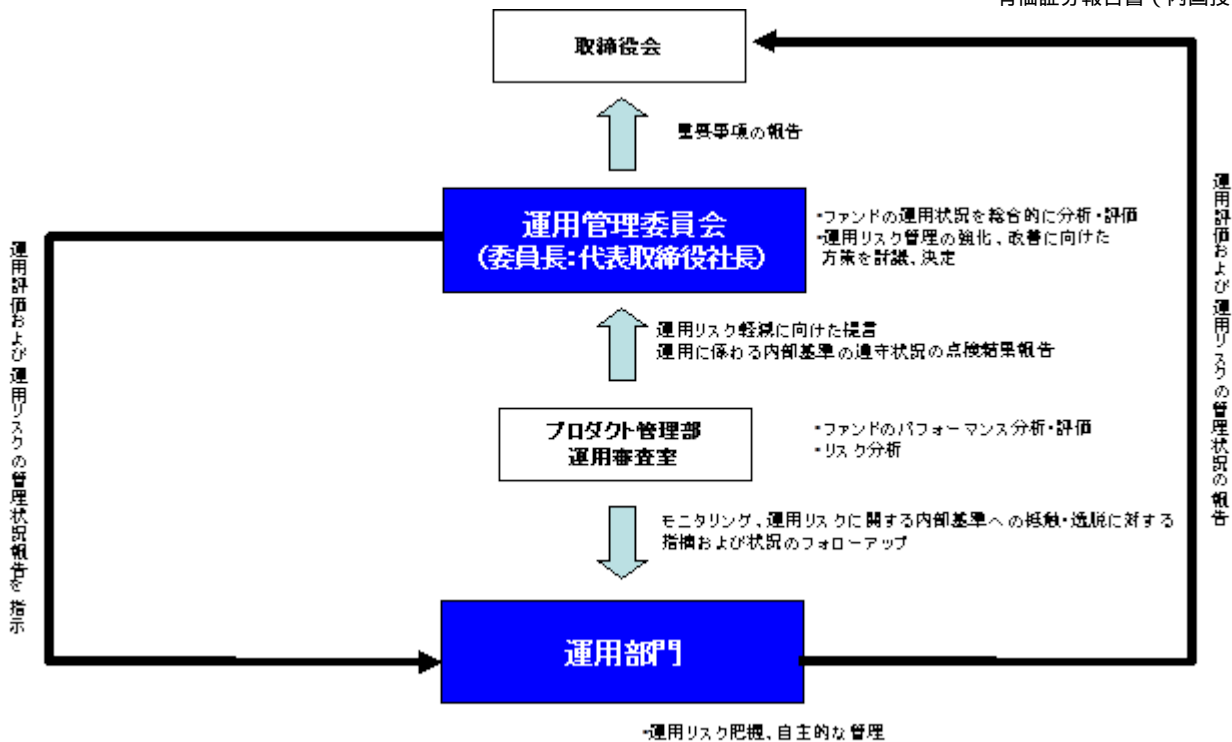 有価証券報告書（内国投
取締役会
重要事項の報告
運用管理委員会
(委員長:代表取締役社長)
・ファンドの運用状況を総合的に分析・評価
・運用リスク管理の強化、改善に向けた
方策を討議、決定
運用評価および運用リスクの管理状況報告を指示
運用評価および運用リスクの管理状況の報告
運用リスク軽減に向けた提言
運用に係わる内部基準の遵守状況の点検結果報告
プロダクト管理部
運用審査室
・ファンドのパフォーマンス分析・評価
・リスク分析
モニタリング、運用リスクに関する内部基準への抵触・逸脱に対する
指摘および状況のフォローアップ
運用部門
・運用リスク把握、自主的な管理